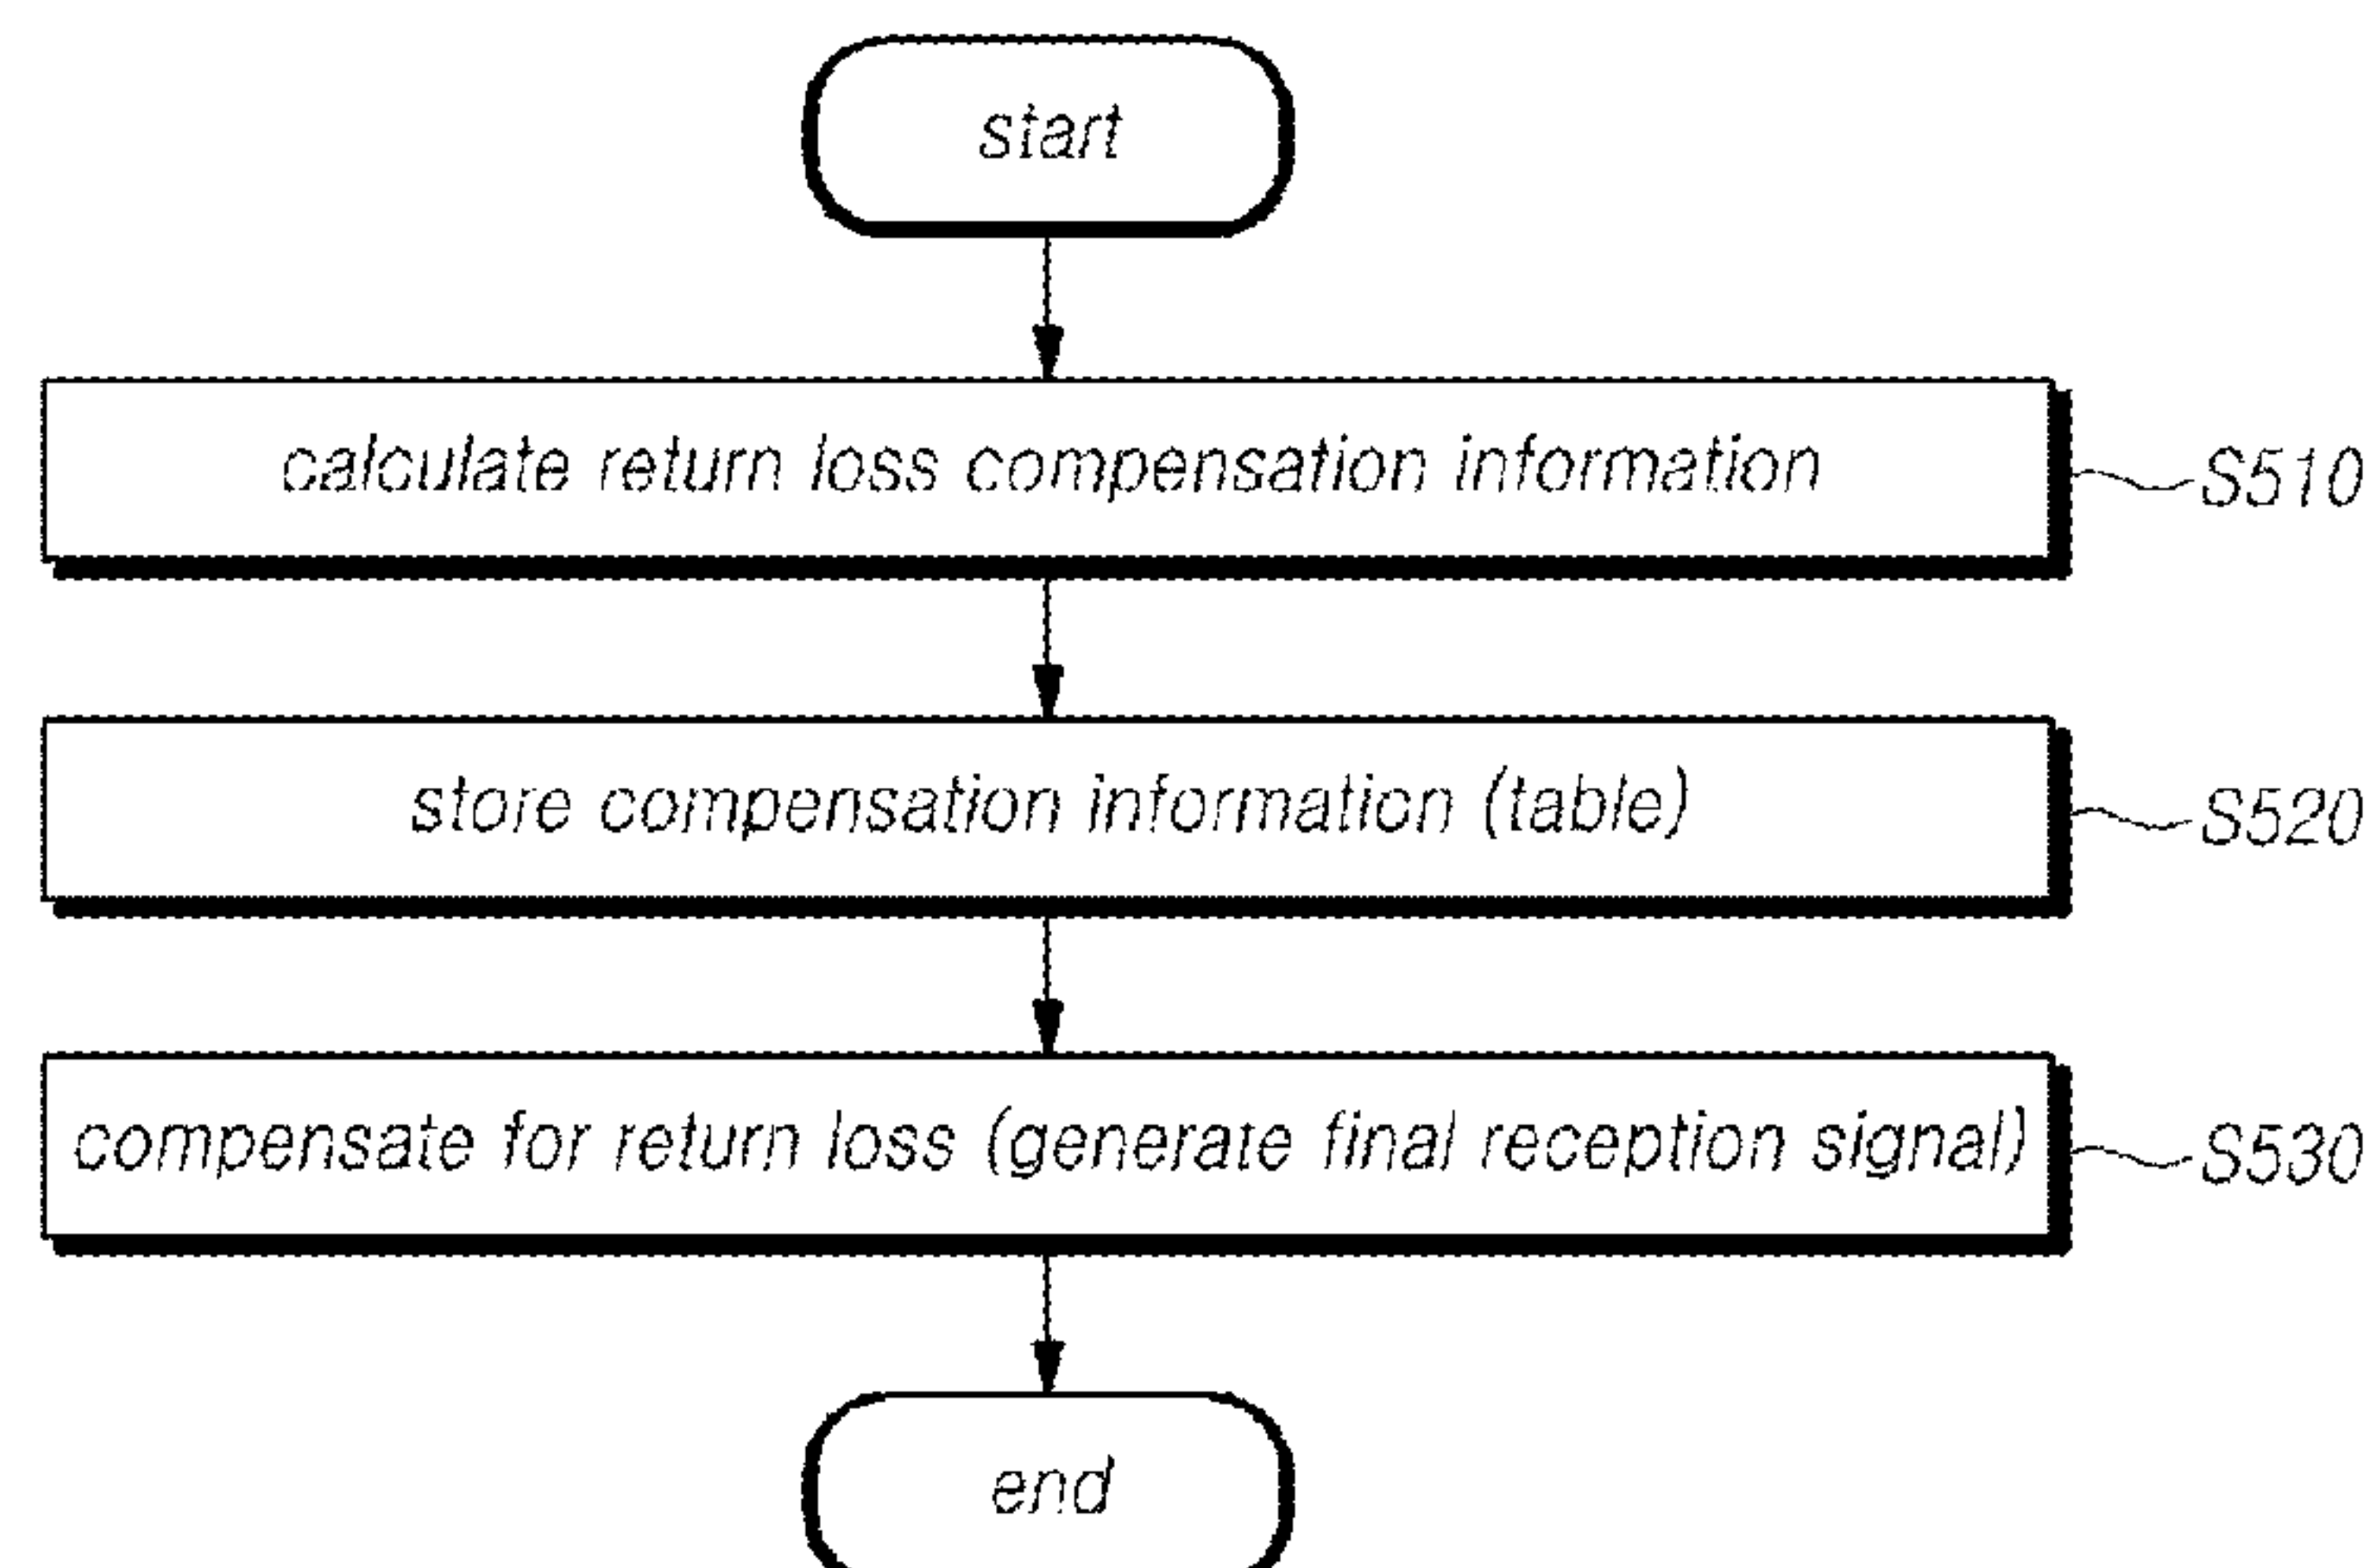 start
calculate return loss compensation information
S510
store compensation information (table)
S520
compensate for return loss (generate final reception signal)
S530
end